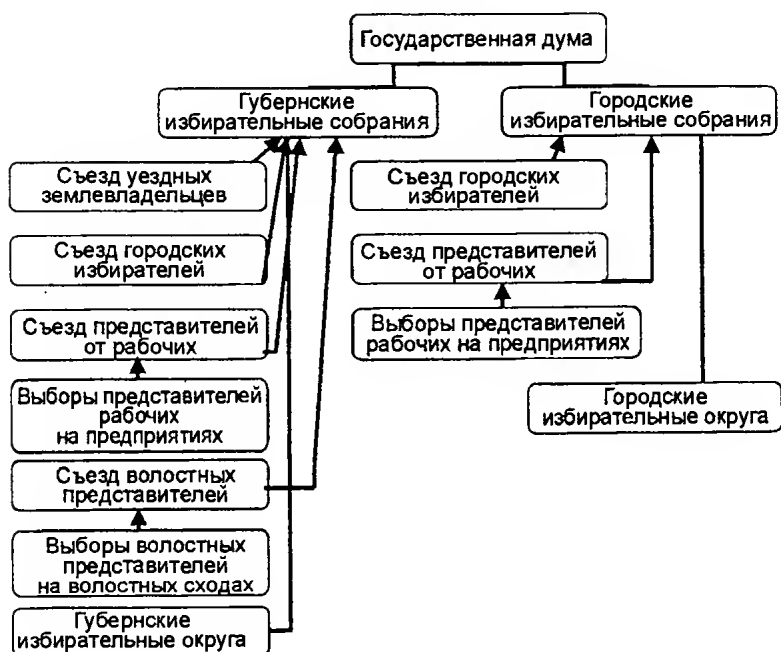 Государственная дума
Губернские
избирательные собрания
Городские
избирательные собрания
Съезд уездных
землевладельцев
Съезд городских
избирателей
Съезд представителей
от рабочих
Выборы представителей
рабочих
на предприятиях
Съезд волостных
представителей
Выборы волостных
представителей
на волостных сходах
Губернские
избирательные округа
Съезд городских
избирателей
Съезд представителей
от рабочих
Выборы представителей
рабочих на предприятиях
Городские
избирательные округа